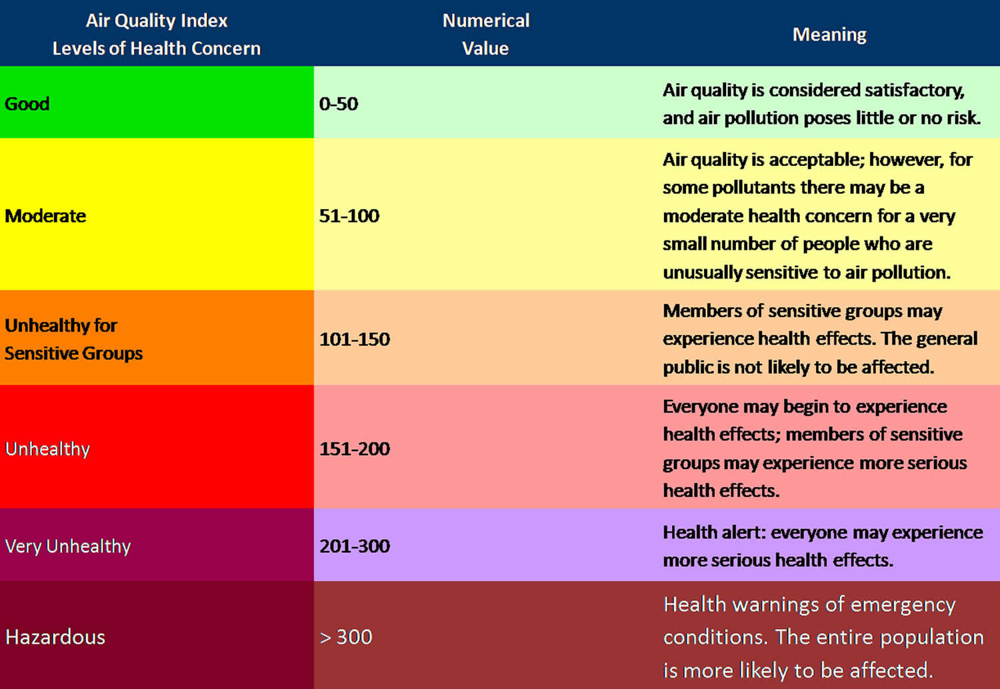 Air Quality Index
Levels of Health Concern
Numerical
Value
Meaning
Good
0-50
Air quality is considered satisfactory,
and air pollution poses little or no risk.
Moderate
51-100
Air quality is acceptable; however, for
some pollutants there may be a
moderate health concern for a very
small number of people who are
unusually sensitive to air pollution.
Unhealthy for
Sensitive Groups
101-150
Members of sensitive groups may
experience health effects. The general
public is not likely to be affected.
Unhealthy
151-200
Everyone may begin to experience
health effects; members of sensitive
groups may experience more serious
health effects.
Very Unhealthy
201-300
Health alert: everyone may experience
more serious health effects.
Hazardous
> 300
Health warnings of emergency
conditions. The entire population
is more likely to be affected.